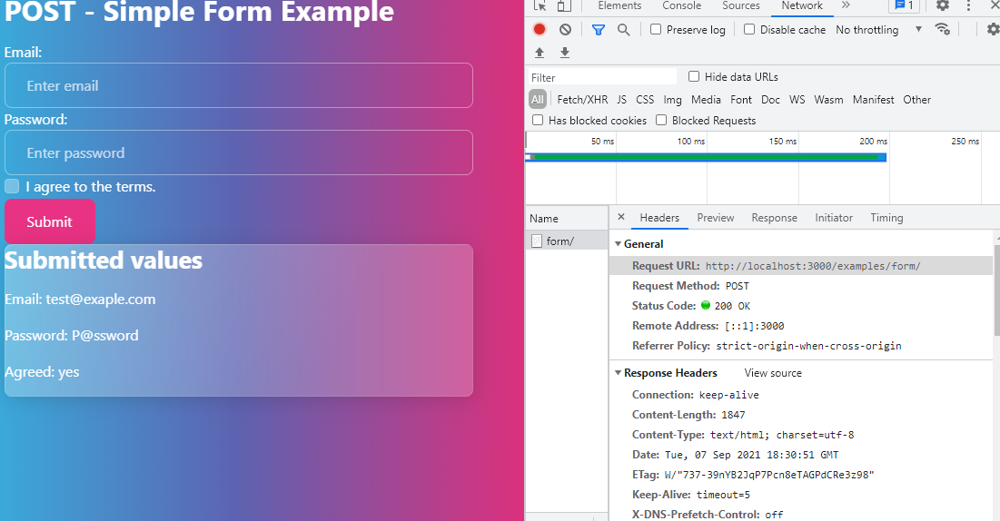 POST - Simple Form Example
Email:
Enter email
Password:
Enter password
I agree to the terms.
Submit
Submitted values
Email: test@exaple.com
Password: P@ssword
Agreed: yes
Elements Console Sources Network » 1
Preserve log Disable cache No throttling
Filter Hide data URLs
All Fetch/XHR JS CSS Img Media Font Doc WS Wasm Manifest Other
Has blocked cookies Blocked Requests
50 ms 100 ms 150 ms 200 ms 250 ms
Name
form/
× Headers Preview Response Initiator Timing
General
Request URL: http://localhost:3000/examples/form/
Request Method: POST
Status Code: 200 OK
Remote Address: [::1]:3000
Referrer Policy: strict-origin-when-cross-origin
Response Headers View source
Connection: keep-alive
Content-Length: 1847
Content-Type: text/html; charset=utf-8
Date: Tue, 07 Sep 2021 18:30:51 GMT
ETag: W/"737-39nYB2JqP7Pcn8eTAGPdCRe3z98"
Keep-Alive: timeout=5
X-DNS-Prefetch-Control: off